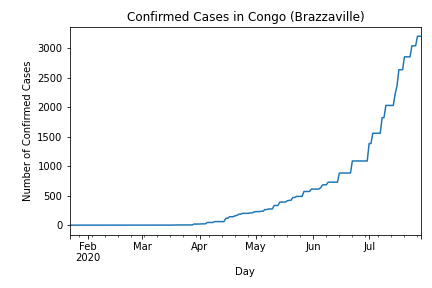 Confirmed Cases in Congo (Brazzaville)
Number of Confirmed Cases
3000
2500
2000
1500
1000
500
0
Feb Mar Apr May Jun Jul
2020
Day